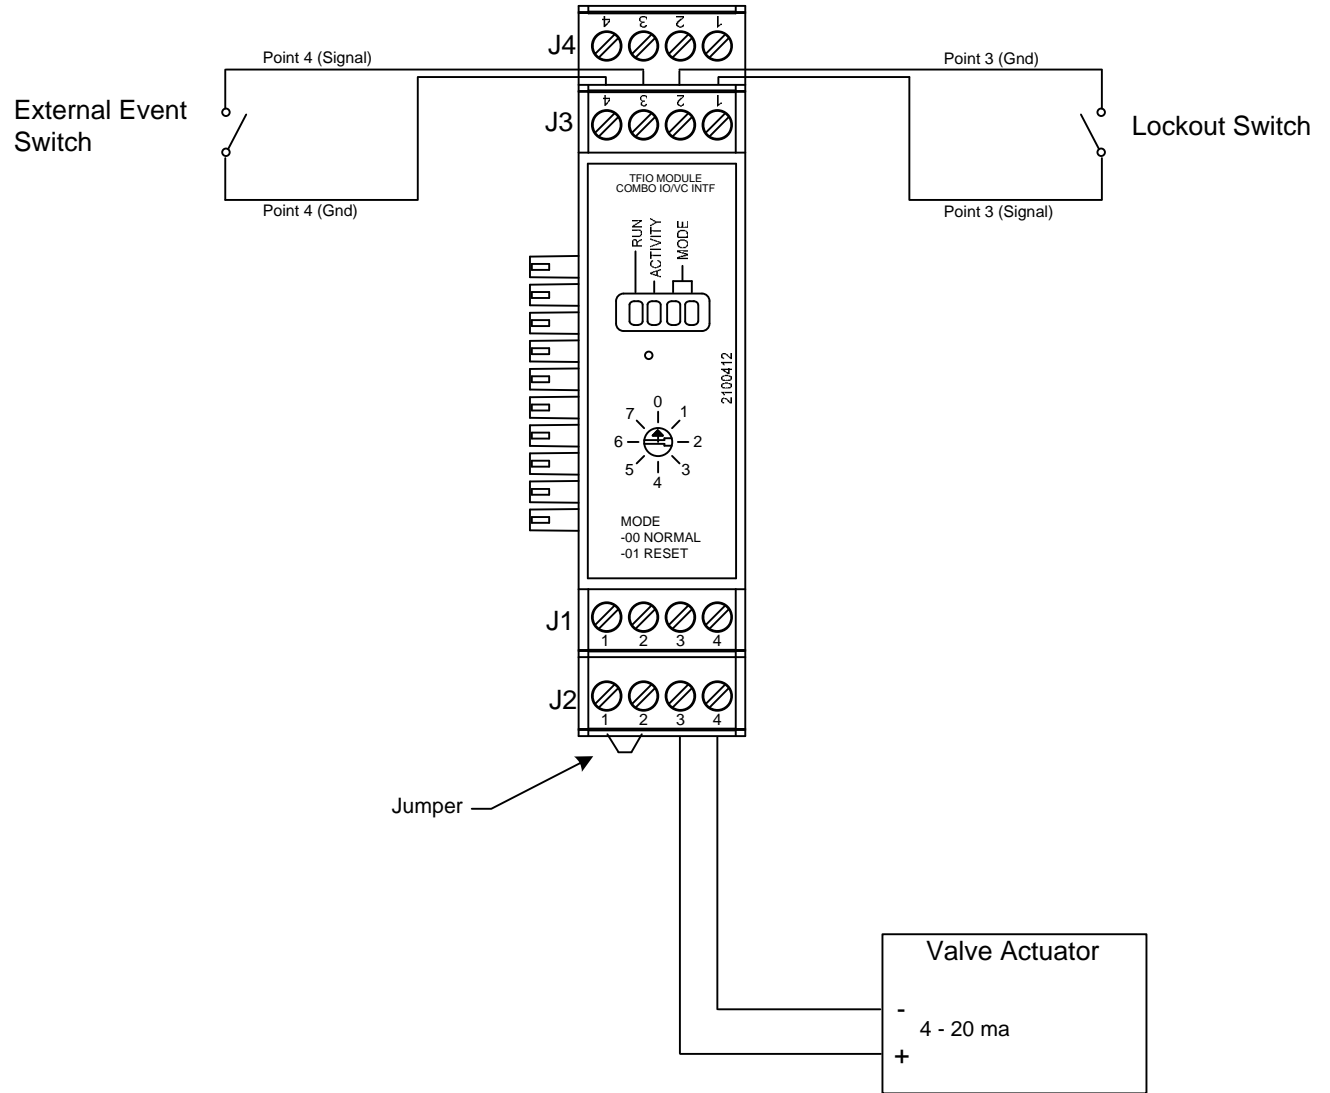 4 3 2 1
J4
Point 4 (Signal)
Point 3 (Gnd)
External Event
Switch
4 3 2 1
J3
Lockout Switch
Point 4 (Gnd)
Point 3 (Signal)
TFIO MODULE
COMBO IO/VC INTF
RUN
ACTIVITY
MODE
2100412
0
1
2
3
4
5
6
7
MODE
-00 NORMAL
-01 RESET
J1
1 2 3 4
J2
1 2 3 4
Jumper
Valve Actuator
-
4 - 20 ma
+